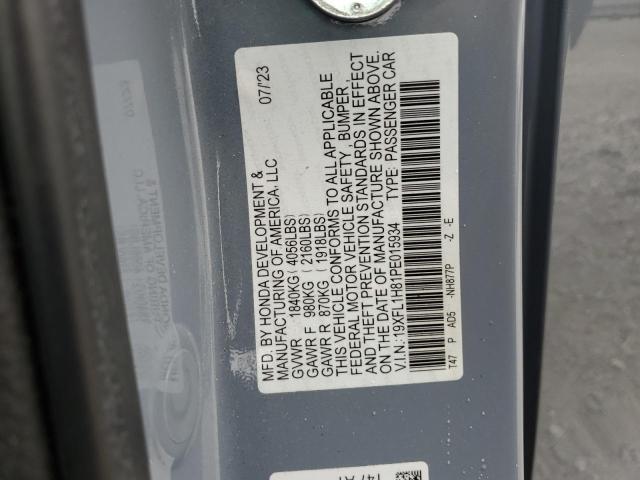 MFD. BY HONDA DEVELOPMENT & 07/'23
MANUFACTURING OF AMERICA, LLC
GVWR 1840KG(4056LBS)
GAWR F 980KG (2160LBS)
GAWR R 870KG (1918LBS)
THIS VEHICLE CONFORMS TO ALL APPLICABLE
FEDERAL MOTOR VEHICLE SAFETY, BUMPER,
AND THEFT PREVENTION STANDARDS IN EFFECT
ON THE DATE OF MANUFACTURE SHOWN ABOVE.
V.I.N.:19XFL1H81PE015934 TYPE: PASSENGER CAR
T47 P AD5 -NH877P -Z -E